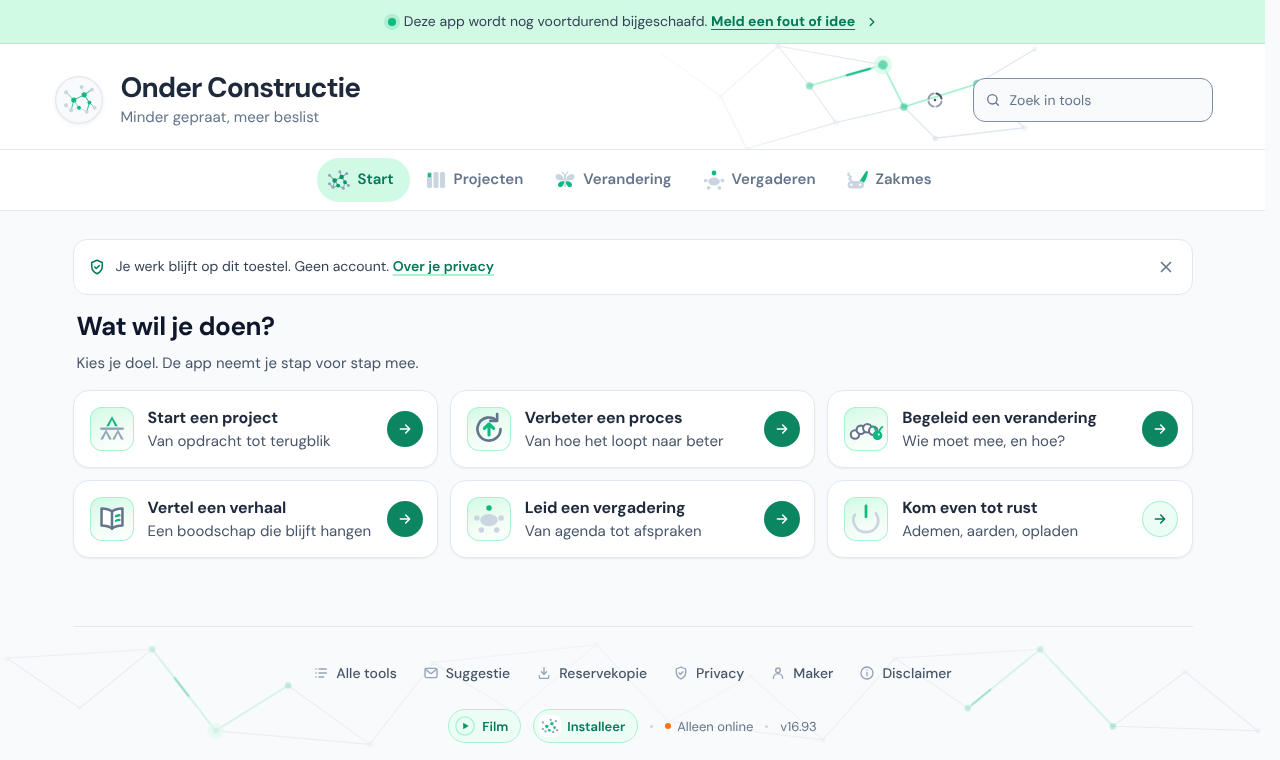 Deze app wordt nog voortdurend bijgeschaafd. Meld een fout of idee
Onder Constructie
Minder gepraat, meer beslist
Zoek in tools
Start
Projecten
Verandering
Vergaderen
Zakmes
Je werk blijft op dit toestel. Geen account. Over je privacy
Wat wil je doen?
Kies je doel. De app neemt je stap voor stap mee.
Start een project
Van opdracht tot terugblik
Verbeter een proces
Van hoe het loopt naar beter
Begeleid een verandering
Wie moet mee, en hoe?
Vertel een verhaal
Een boodschap die blijft hangen
Leid een vergadering
Van agenda tot afspraken
Kom even tot rust
Ademen, aarden, opladen
Alle tools
Suggestie
Reservekopie
Privacy
Maker
Disclaimer
Film
Installeer
Alleen online
v16.93